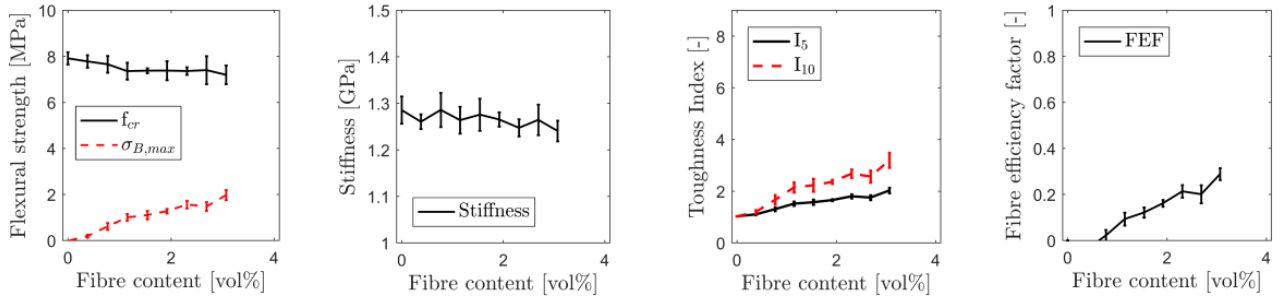 Flexural strength [MPa]
10
8
6
4
2
0
f_cr
σ_B,max
0
2
4
Fibre content [vol%]
Stiffness [GPa]
1.5
1.4
1.3
1.2
1.1
1
Stiffness
0
2
4
Fibre content [vol%]
Toughness Index [-]
8
6
4
2
0
I_5
I_10
0
2
4
Fibre content [vol%]
Fibre efficiency factor [-]
1
0.8
0.6
0.4
0.2
0
FEF
0
2
4
Fibre content [vol%]